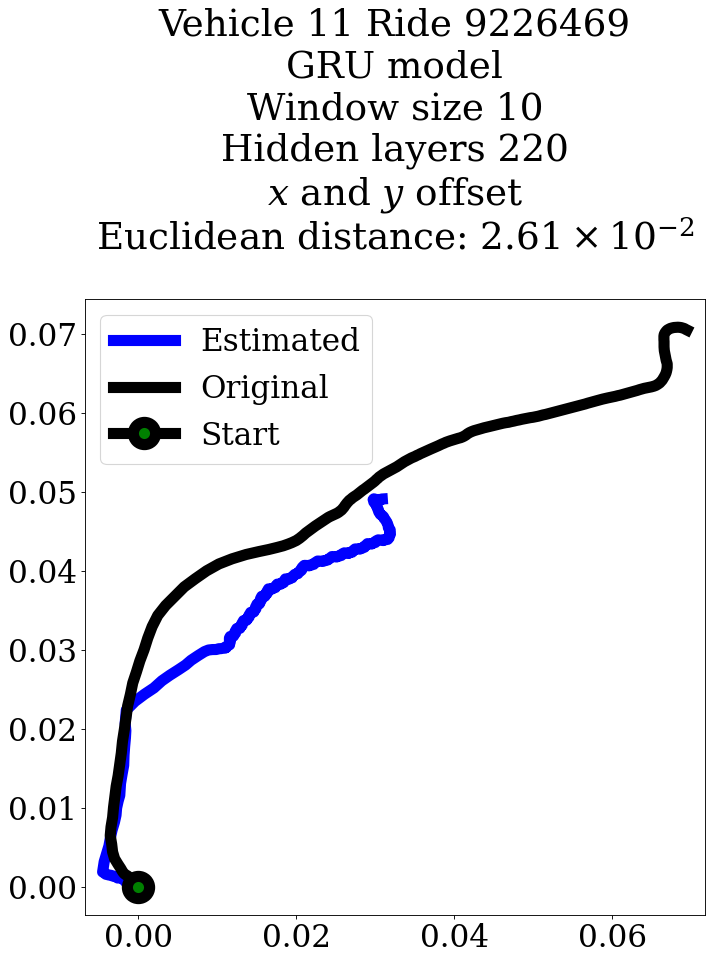 Vehicle 11 Ride 9226469
GRU model
Window size 10
Hidden layers 220
x and y offset
Euclidean distance: 2.61 × 10⁻²
Estimated
Original
Start
0.07
0.06
0.05
0.04
0.03
0.02
0.01
0.00
0.00 0.02 0.04 0.06